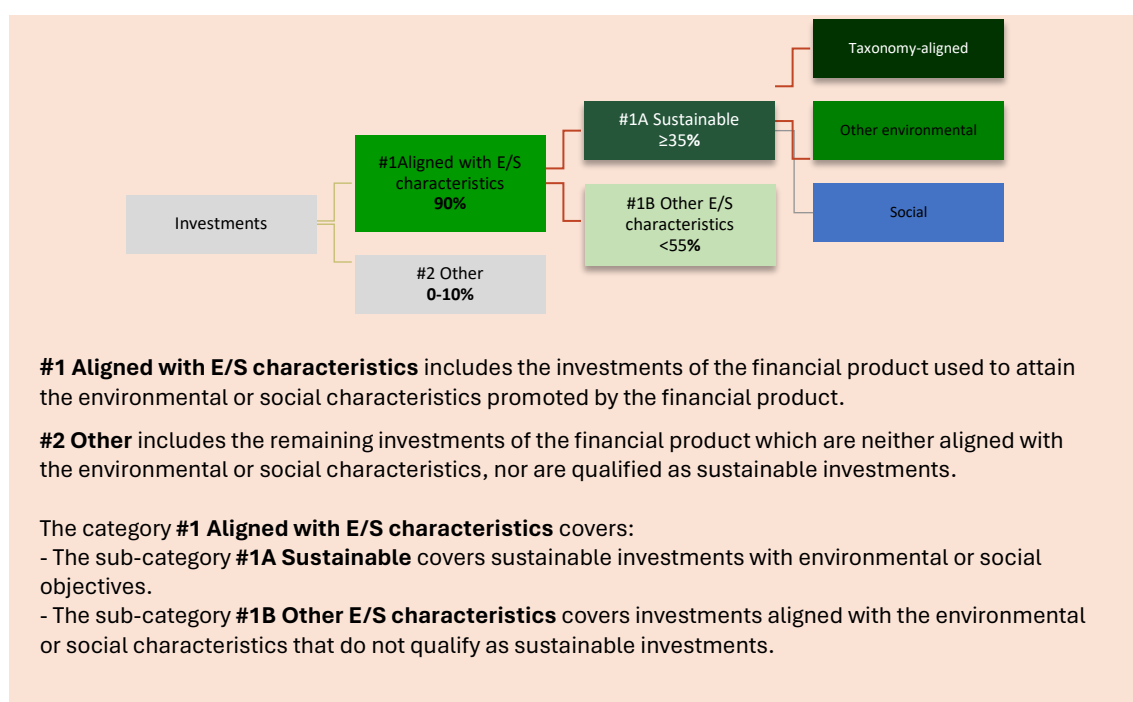 Investments
#1Aligned with E/S
characteristics
90%
#2 Other
0-10%
#1A Sustainable
≥35%
#1B Other E/S
characteristics
<55%
Taxonomy-aligned
Other environmental
Social
#1 Aligned with E/S characteristics includes the investments of the financial product used to attain
the environmental or social characteristics promoted by the financial product.
#2 Other includes the remaining investments of the financial product which are neither aligned with
the environmental or social characteristics, nor are qualified as sustainable investments.
The category #1 Aligned with E/S characteristics covers:
- The sub-category #1A Sustainable covers sustainable investments with environmental or social
objectives.
- The sub-category #1B Other E/S characteristics covers investments aligned with the environmental
or social characteristics that do not qualify as sustainable investments.